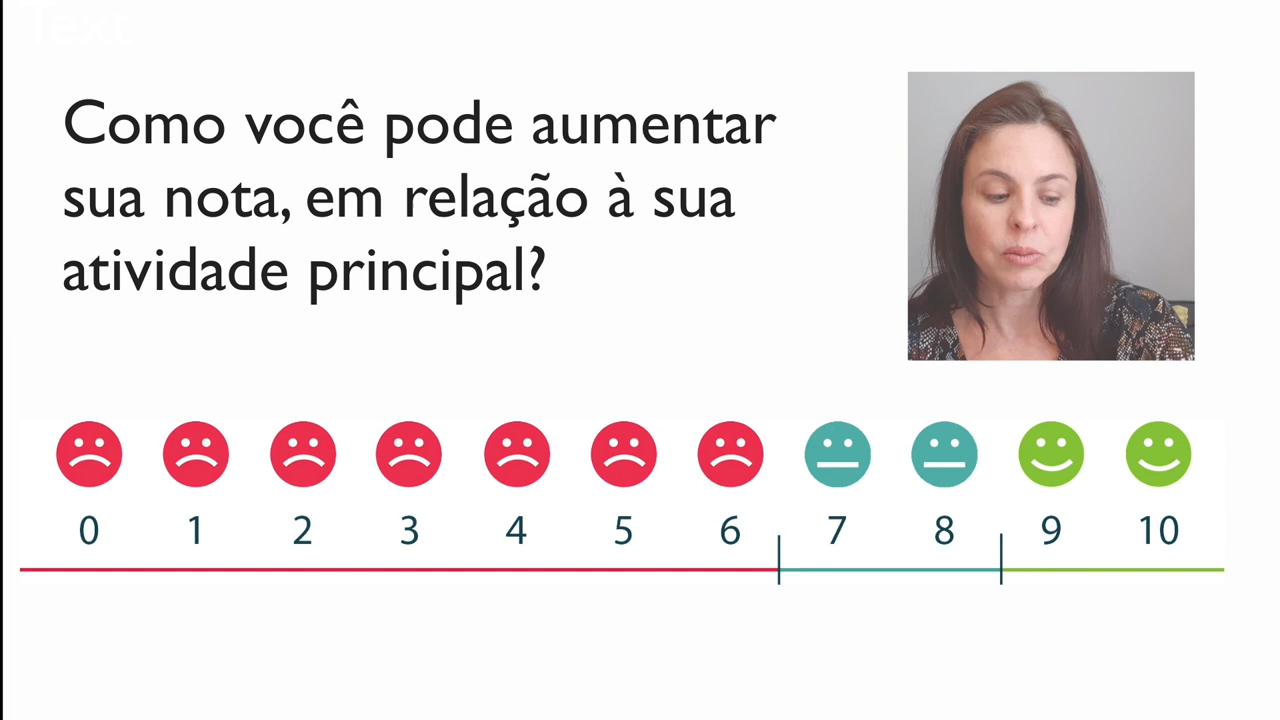 Text
Como você pode aumentar
sua nota, em relação à sua
atividade principal?
0 1 2 3 4 5 6 7 8 9 10